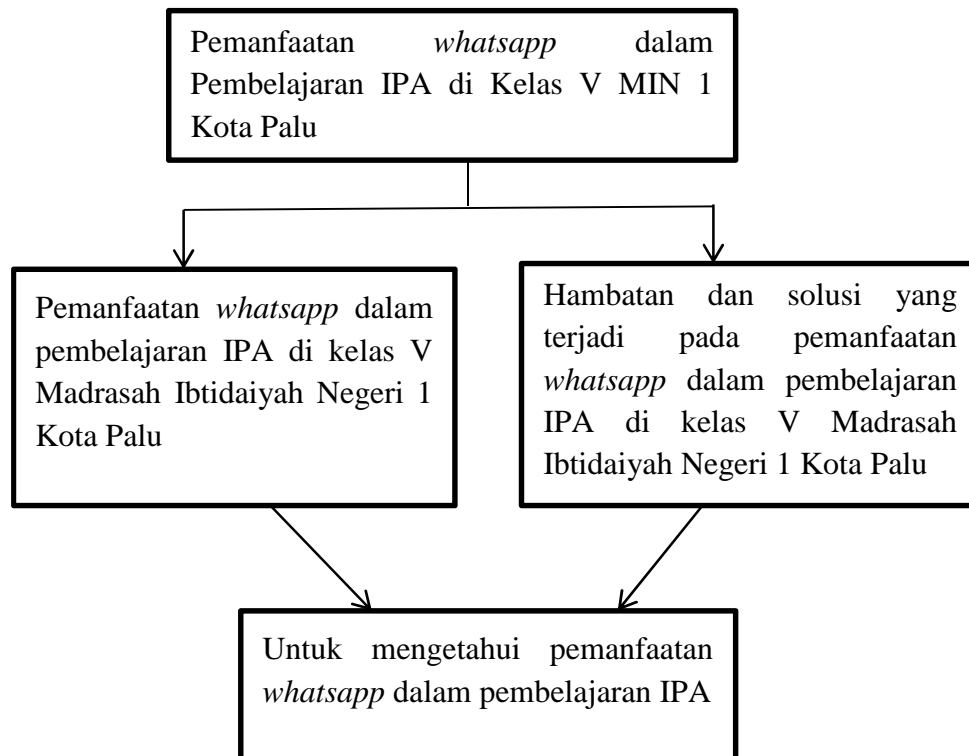 Pemanfaatan whatsapp dalam
Pembelajaran IPA di Kelas V MIN 1
Kota Palu
Pemanfaatan whatsapp dalam
pembelajaran IPA di kelas V
Madrasah Ibtidaiyah Negeri 1
Kota Palu
Hambatan dan solusi yang
terjadi pada pemanfaatan
whatsapp dalam pembelajaran
IPA di kelas V Madrasah
Ibtidaiyah Negeri 1 Kota Palu
Untuk mengetahui pemanfaatan
whatsapp dalam pembelajaran IPA